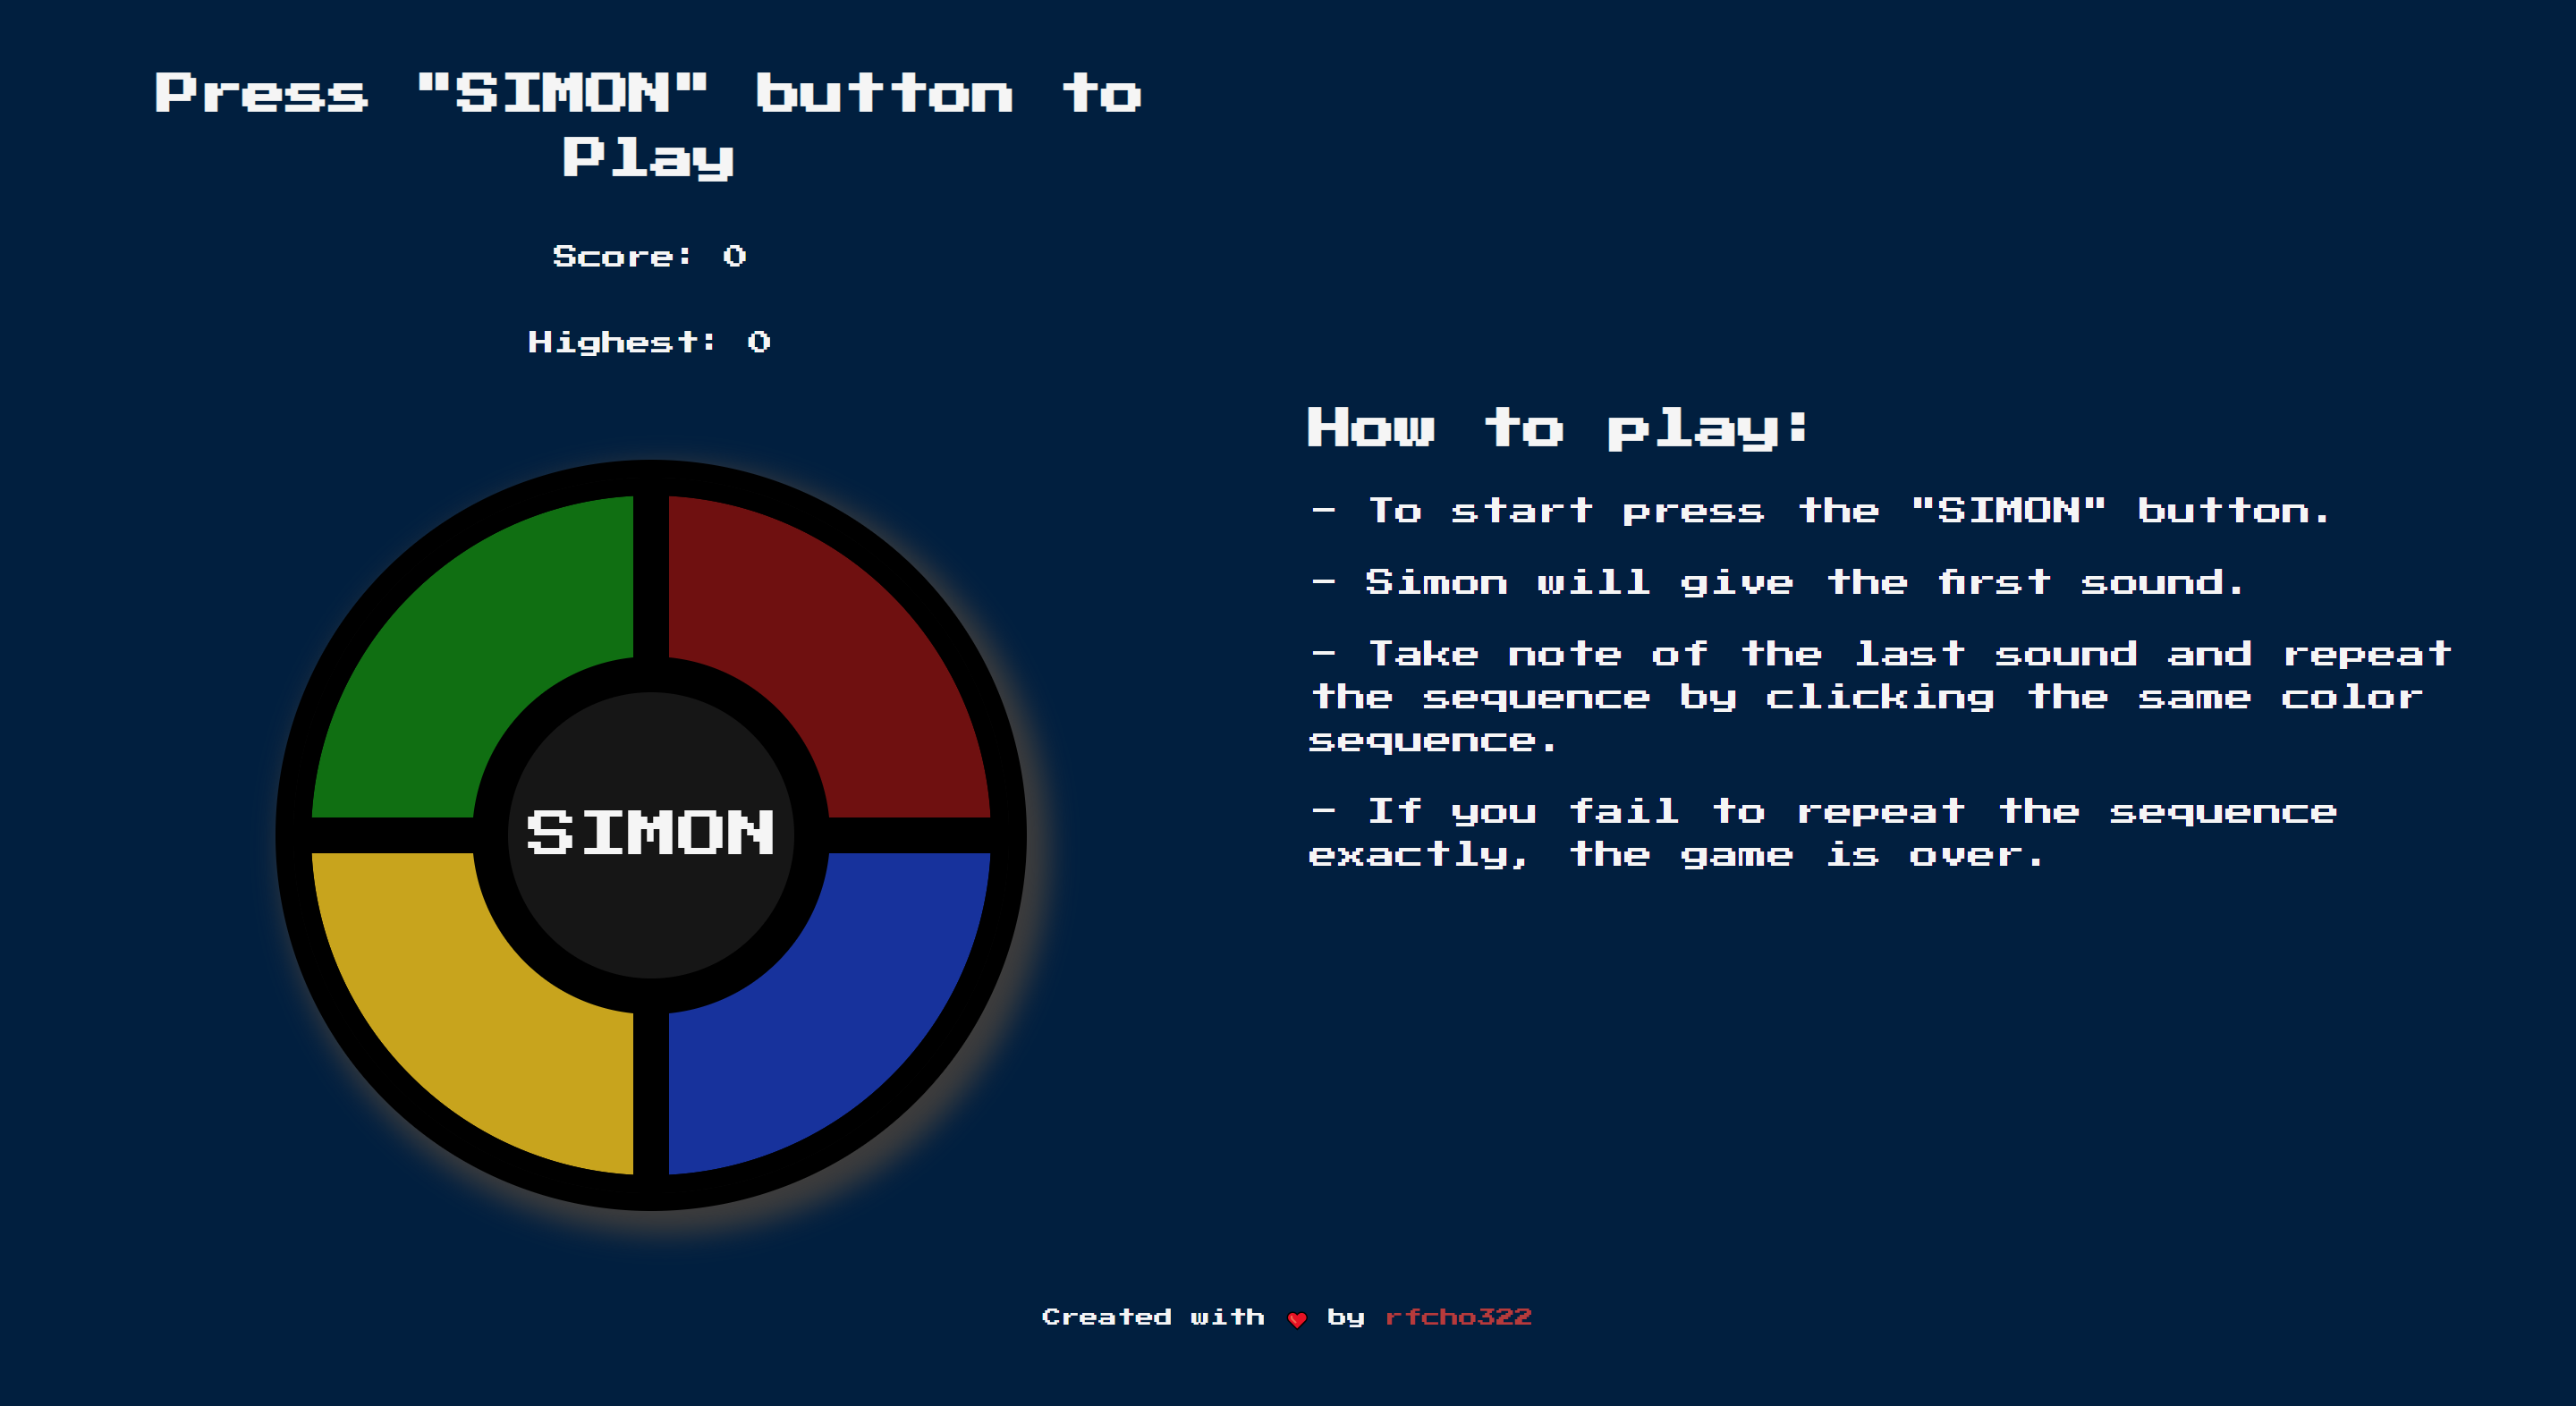 Press "SIMON" button to
Play
Score: 0
Highest: 0
SIMON
How to play:
- To start press the "SIMON" button.
- Simon will give the first sound.
- Take note of the last sound and repeat
the sequence by clicking the same color
sequence.
- If you fail to repeat the sequence
exactly, the game is over.
Created with ❤ by rfcho322